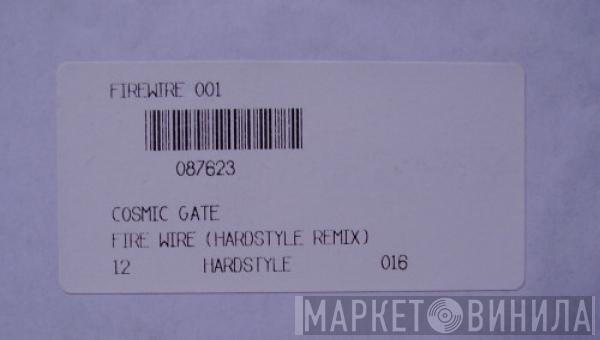 FIREWIRE 001
087623
COSMIC GATE
FIRE WIRE (HARDSTYLE REMIX)
12 HARDSTYLE 016
МАРКЕТ ВИНИЛА